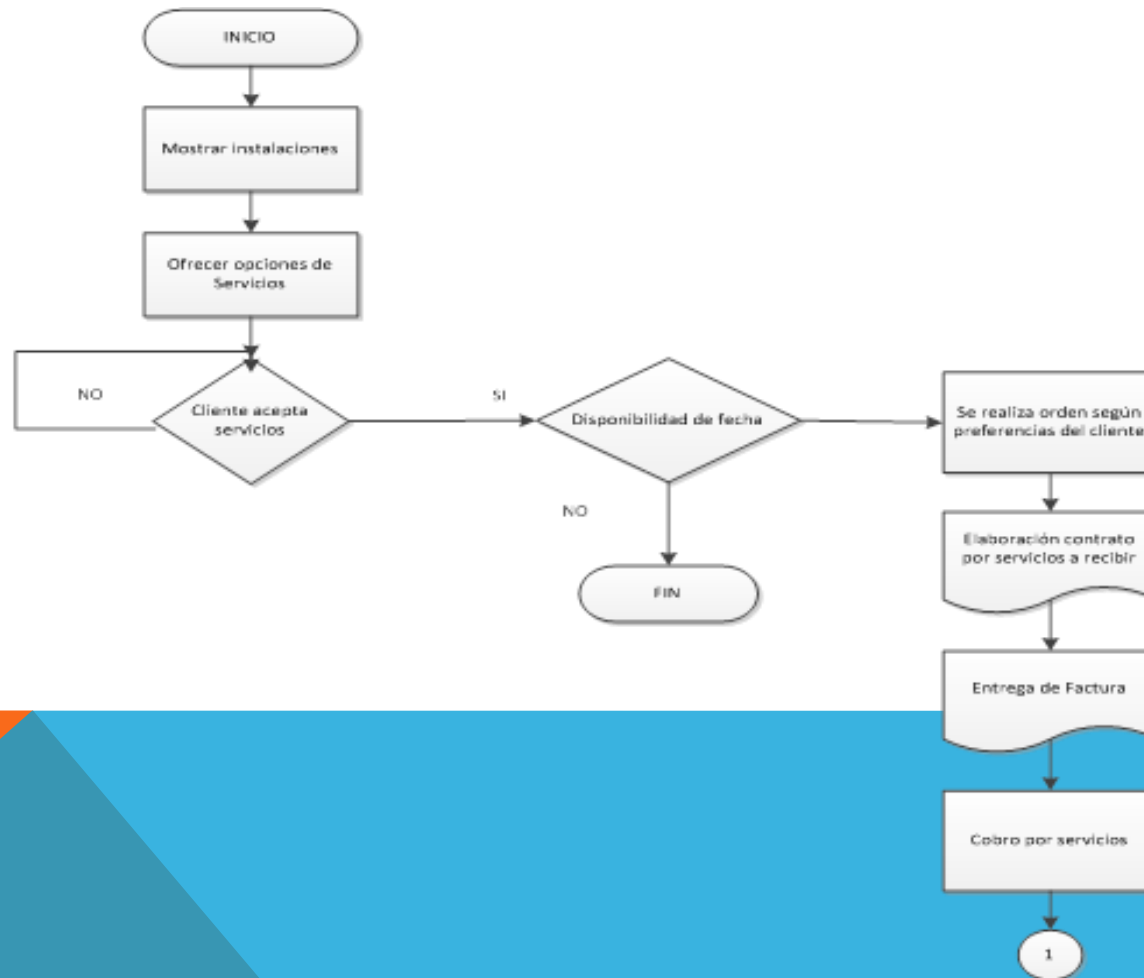 INICIO
Mostrar instalaciones
Ofrecer opciones de
Servicios
NO
Cliente acepta
servicios
SI
Disponibilidad de fecha
NO
FIN
Se realiza orden según
preferencias del cliente
Elaboración contrato
por servicios a recibir
Entrega de Factura
Cobro por servicios
1